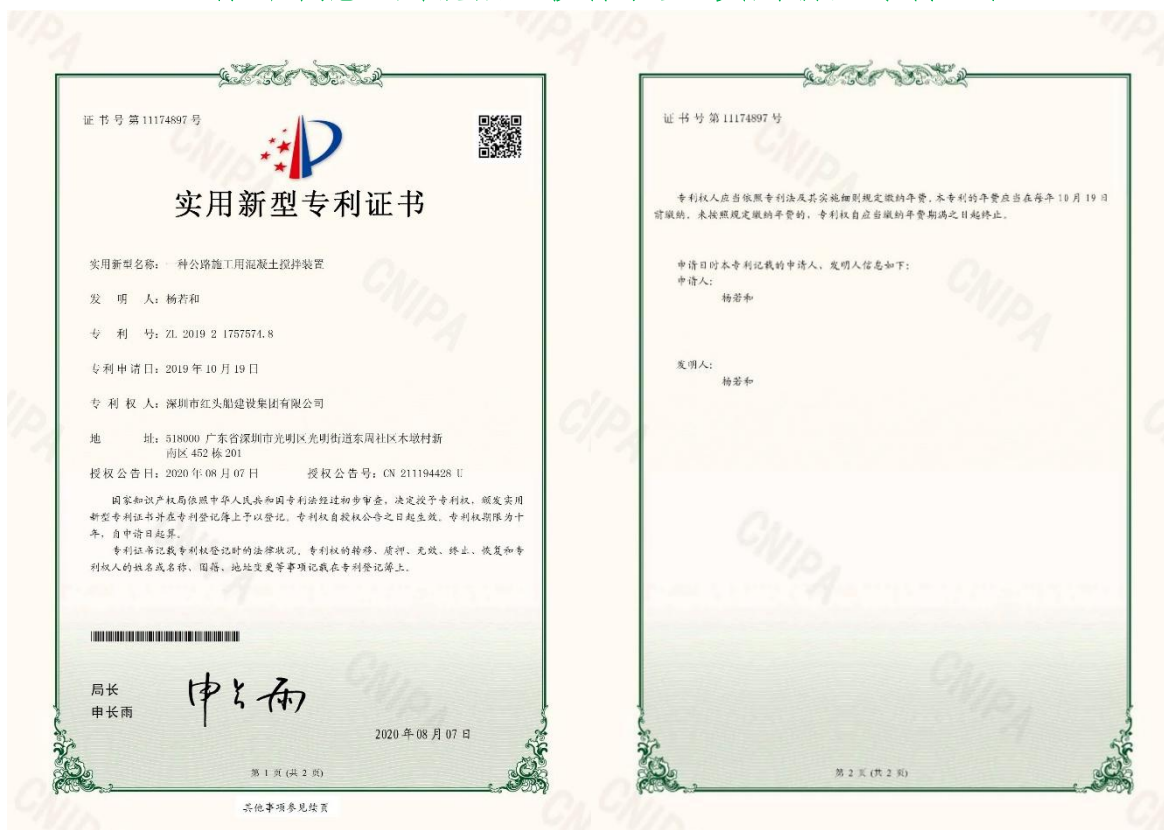 证书号第11174897号
实用新型专利证书
实用新型名称：一种公路施工用混凝土搅拌装置
发 明 人：杨若和
专 利 号：ZL 2019 2 1757574.8
专利申请日：2019年10月19日
专 利 权 人：深圳市红头船建设集团有限公司
地 址：518000 广东省深圳市光明区光明街道东周社区木墩村新
南区452栋201
授权公告日：2020年08月07日 授权公告号：CN 211194428 U
国家知识产权局依照中华人民共和国专利法经过初步审查，决定授予专利权，颁发实用
新型专利证书并在专利登记簿上予以登记。专利权自授权公告之日起生效。专利权期限为十
年，自申请日起算。
专利证书记载专利权登记时的法律状况。专利权的转移、质押、无效、终止、恢复和专
利权人的姓名或名称、国籍、地址变更等事项记载在专利登记簿上。
局长
申长雨
申长雨
2020年08月07日
第 1 页 (共 2 页)
其他事项参见续页
证书号第11174897号
专利权人应当依照专利法及其实施细则规定缴纳年费。本专利的年费应当在每年10月19日
前缴纳。未按照规定缴纳年费的，专利权自应当缴纳年费期满之日起终止。
申请日时本专利记载的申请人、发明人信息如下：
申请人：
杨若和
发明人：
杨若和
第 2 页 (共 2 页)
CNIPA